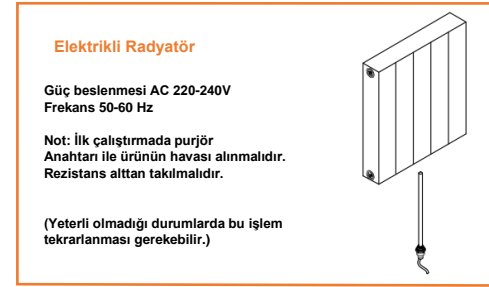 Elektrikli Radyatör
Güç beslenmesi AC 220-240V
Frekans 50-60 Hz
Not: İlk çalıştırmada purjör
Anahtarı ile ürünün havası alınmalıdır.
Rezistans alttan takılmalıdır.
(Yeterli olmadığı durumlarda bu işlem
tekrarlanması gerekebilir.)